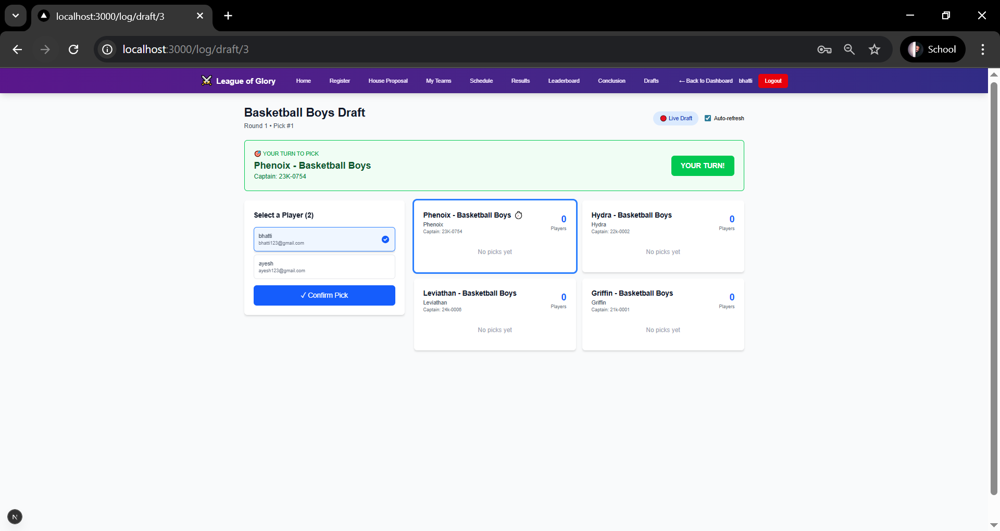 localhost:3000/log/draft/3
localhost:3000/log/draft/3
School
League of Glory
Home
Register
House Proposal
My Teams
Schedule
Results
Leaderboard
Conclusion
Drafts
← Back to Dashboard
bhatti
Logout
Basketball Boys Draft
Round 1 • Pick #1
Live Draft
Auto-refresh
YOUR TURN TO PICK
Phenoix - Basketball Boys
Captain: 23K-0754
YOUR TURN!
Select a Player (2)
bhatti
bhatti123@gmail.com
ayesh
ayesh123@gmail.com
✓ Confirm Pick
Phenoix - Basketball Boys
Phenoix
Captain: 23K-0754
0
Players
No picks yet
Hydra - Basketball Boys
Hydra
Captain: 22k-0002
0
Players
No picks yet
Leviathan - Basketball Boys
Leviathan
Captain: 24k-0006
0
Players
No picks yet
Griffin - Basketball Boys
Griffin
Captain: 21k-0001
0
Players
No picks yet
N